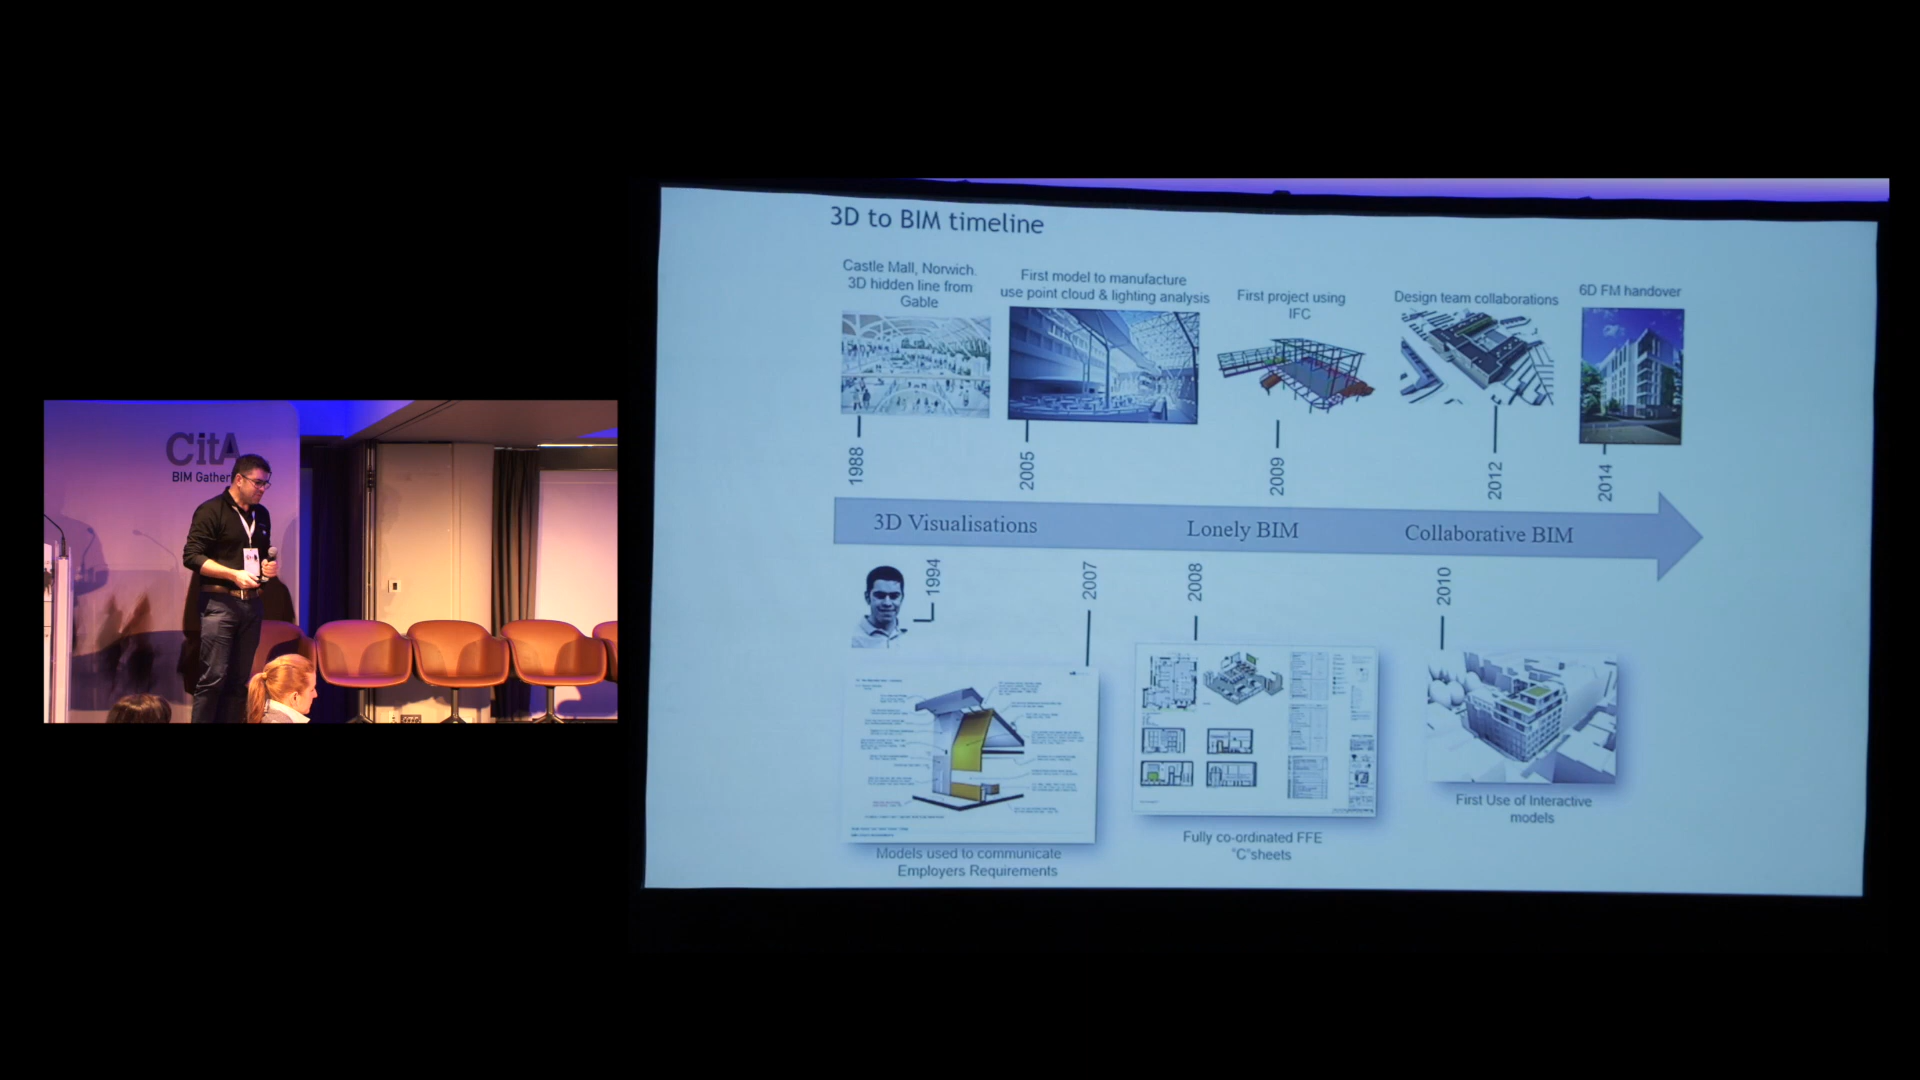 CitA
BIM Gatheri
3D to BIM timeline
Castle Mall, Norwich.
3D hidden line from
Gable
First model to manufacture
use point cloud & lighting analysis
First project using
IFC
Design team collaborations
6D FM handover
1988
2005
2009
2012
2014
3D Visualisations
Lonely BIM
Collaborative BIM
1994
2007
2008
2010
Models used to communicate
Employers Requirements
Fully co-ordinated FFE
"C"sheets
First Use of Interactive
models